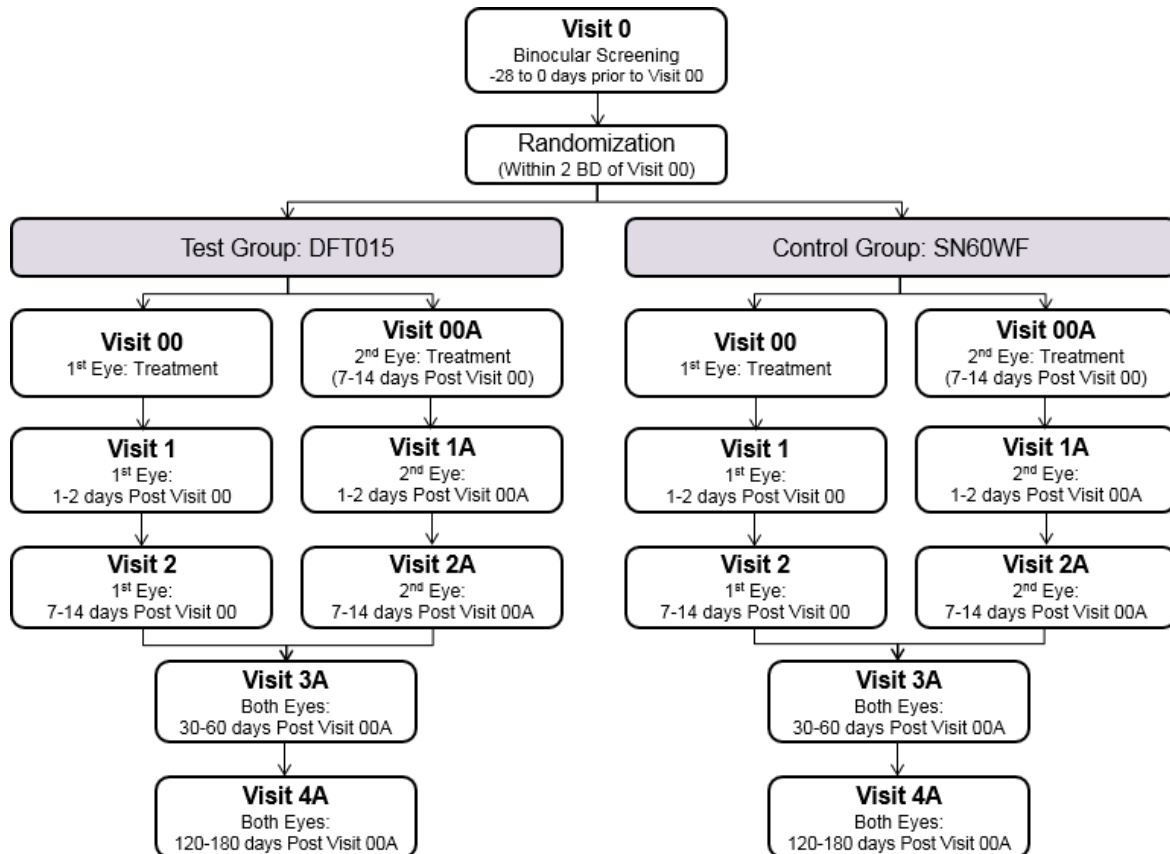 Visit 0
Binocular Screening
-28 to 0 days prior to Visit 00
Randomization
(Within 2 BD of Visit 00)
Test Group: DFT015
Control Group: SN60WF
Visit 00
1st Eye: Treatment
Visit 00A
2nd Eye: Treatment
(7-14 days Post Visit 00)
Visit 00
1st Eye: Treatment
Visit 00A
2nd Eye: Treatment
(7-14 days Post Visit 00)
Visit 1
1st Eye:
1-2 days Post Visit 00
Visit 1A
2nd Eye:
1-2 days Post Visit 00A
Visit 1
1st Eye:
1-2 days Post Visit 00
Visit 1A
2nd Eye:
1-2 days Post Visit 00A
Visit 2
1st Eye:
7-14 days Post Visit 00
Visit 2A
2nd Eye:
7-14 days Post Visit 00A
Visit 2
1st Eye:
7-14 days Post Visit 00
Visit 2A
2nd Eye:
7-14 days Post Visit 00A
Visit 3A
Both Eyes:
30-60 days Post Visit 00A
Visit 3A
Both Eyes:
30-60 days Post Visit 00A
Visit 4A
Both Eyes:
120-180 days Post Visit 00A
Visit 4A
Both Eyes:
120-180 days Post Visit 00A